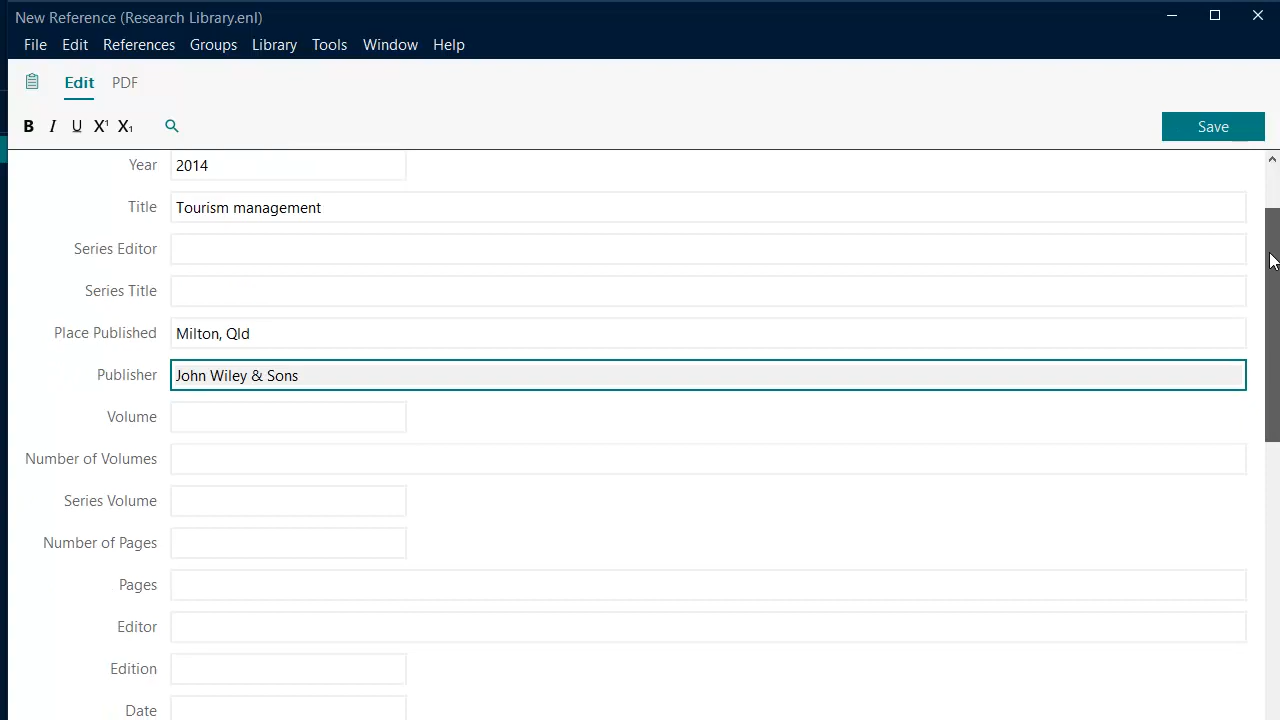 New Reference (Research Library.enl)
File Edit References Groups Library Tools Window Help
Edit PDF
B I U X¹ X₁
Save
Year 2014
Title Tourism management
Series Editor
Series Title
Place Published Milton, Qld
Publisher John Wiley & Sons
Volume
Number of Volumes
Series Volume
Number of Pages
Pages
Editor
Edition
Date